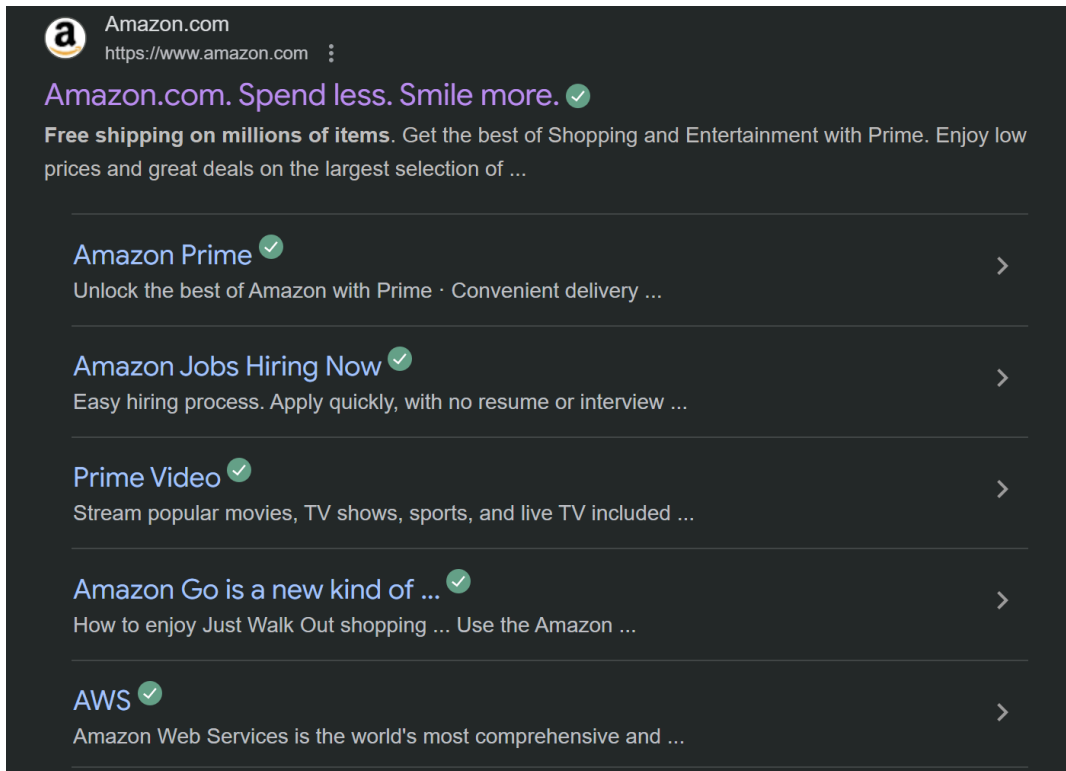 Amazon.com
https://www.amazon.com
Amazon.com. Spend less. Smile more.
Free shipping on millions of items. Get the best of Shopping and Entertainment with Prime. Enjoy low
prices and great deals on the largest selection of ...
Amazon Prime
Unlock the best of Amazon with Prime · Convenient delivery ...
Amazon Jobs Hiring Now
Easy hiring process. Apply quickly, with no resume or interview ...
Prime Video
Stream popular movies, TV shows, sports, and live TV included ...
Amazon Go is a new kind of ...
How to enjoy Just Walk Out shopping ... Use the Amazon ...
AWS
Amazon Web Services is the world's most comprehensive and ...